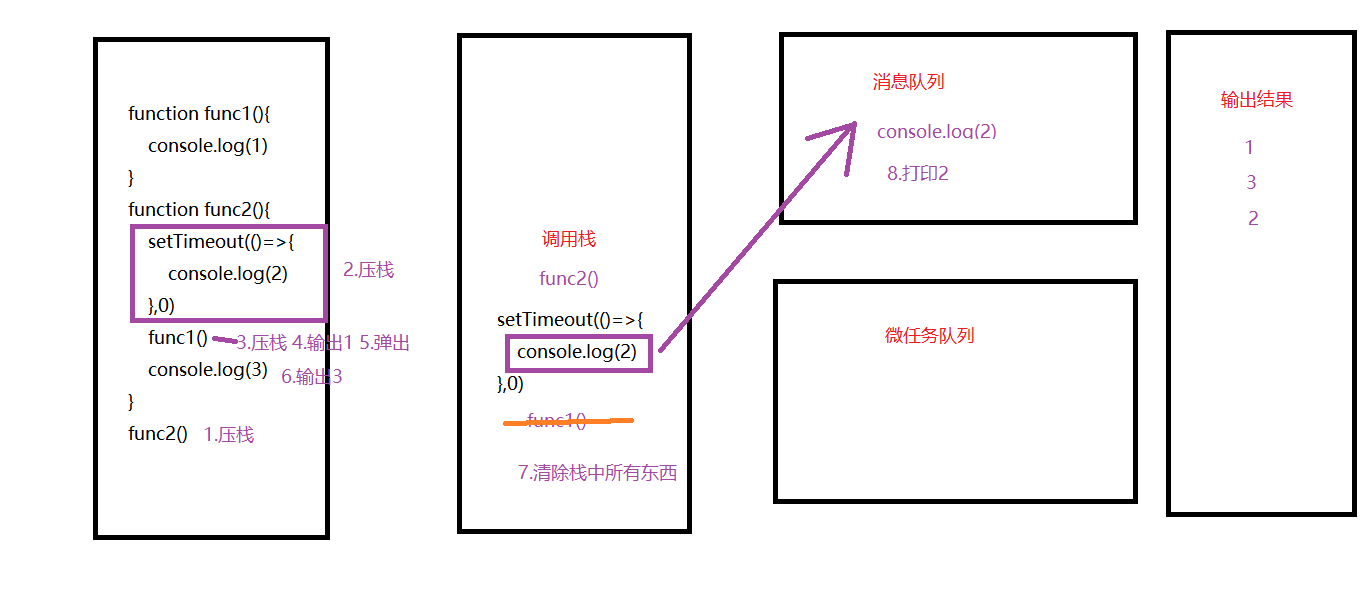 function func1(){
console.log(1)
}
function func2(){
setTimeout(()=>{
console.log(2)
},0)
2.压栈
func1()
3.压栈 4.输出1 5.弹出
console.log(3)
6.输出3
}
func2()
1.压栈
调用栈
func2()
setTimeout(()=>{
console.log(2)
},0)
func1()
7.清除栈中所有东西
消息队列
console.log(2)
8.打印2
微任务队列
输出结果
1
3
2